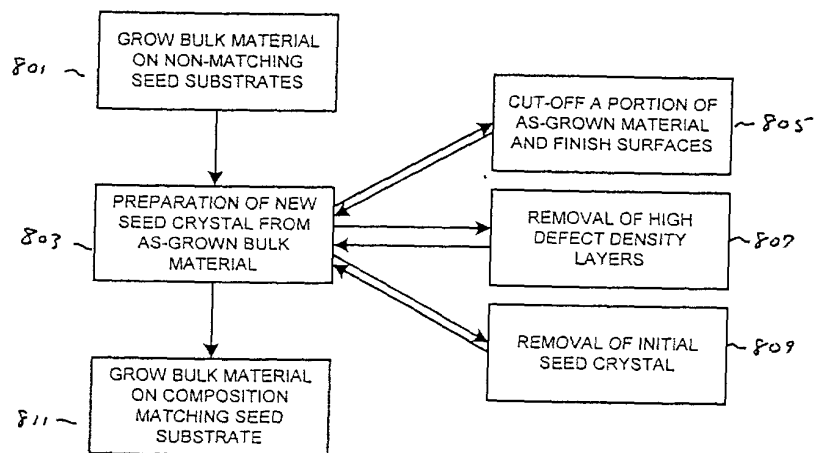 801
GROW BULK MATERIAL
ON NON-MATCHING
SEED SUBSTRATES
803
PREPARATION OF NEW
SEED CRYSTAL FROM
AS-GROWN BULK
MATERIAL
811
GROW BULK MATERIAL
ON COMPOSITION
MATCHING SEED
SUBSTRATE
CUT-OFF A PORTION OF
AS-GROWN MATERIAL
AND FINISH SURFACES
805
REMOVAL OF HIGH
DEFECT DENSITY
LAYERS
807
REMOVAL OF INITIAL
SEED CRYSTAL
809